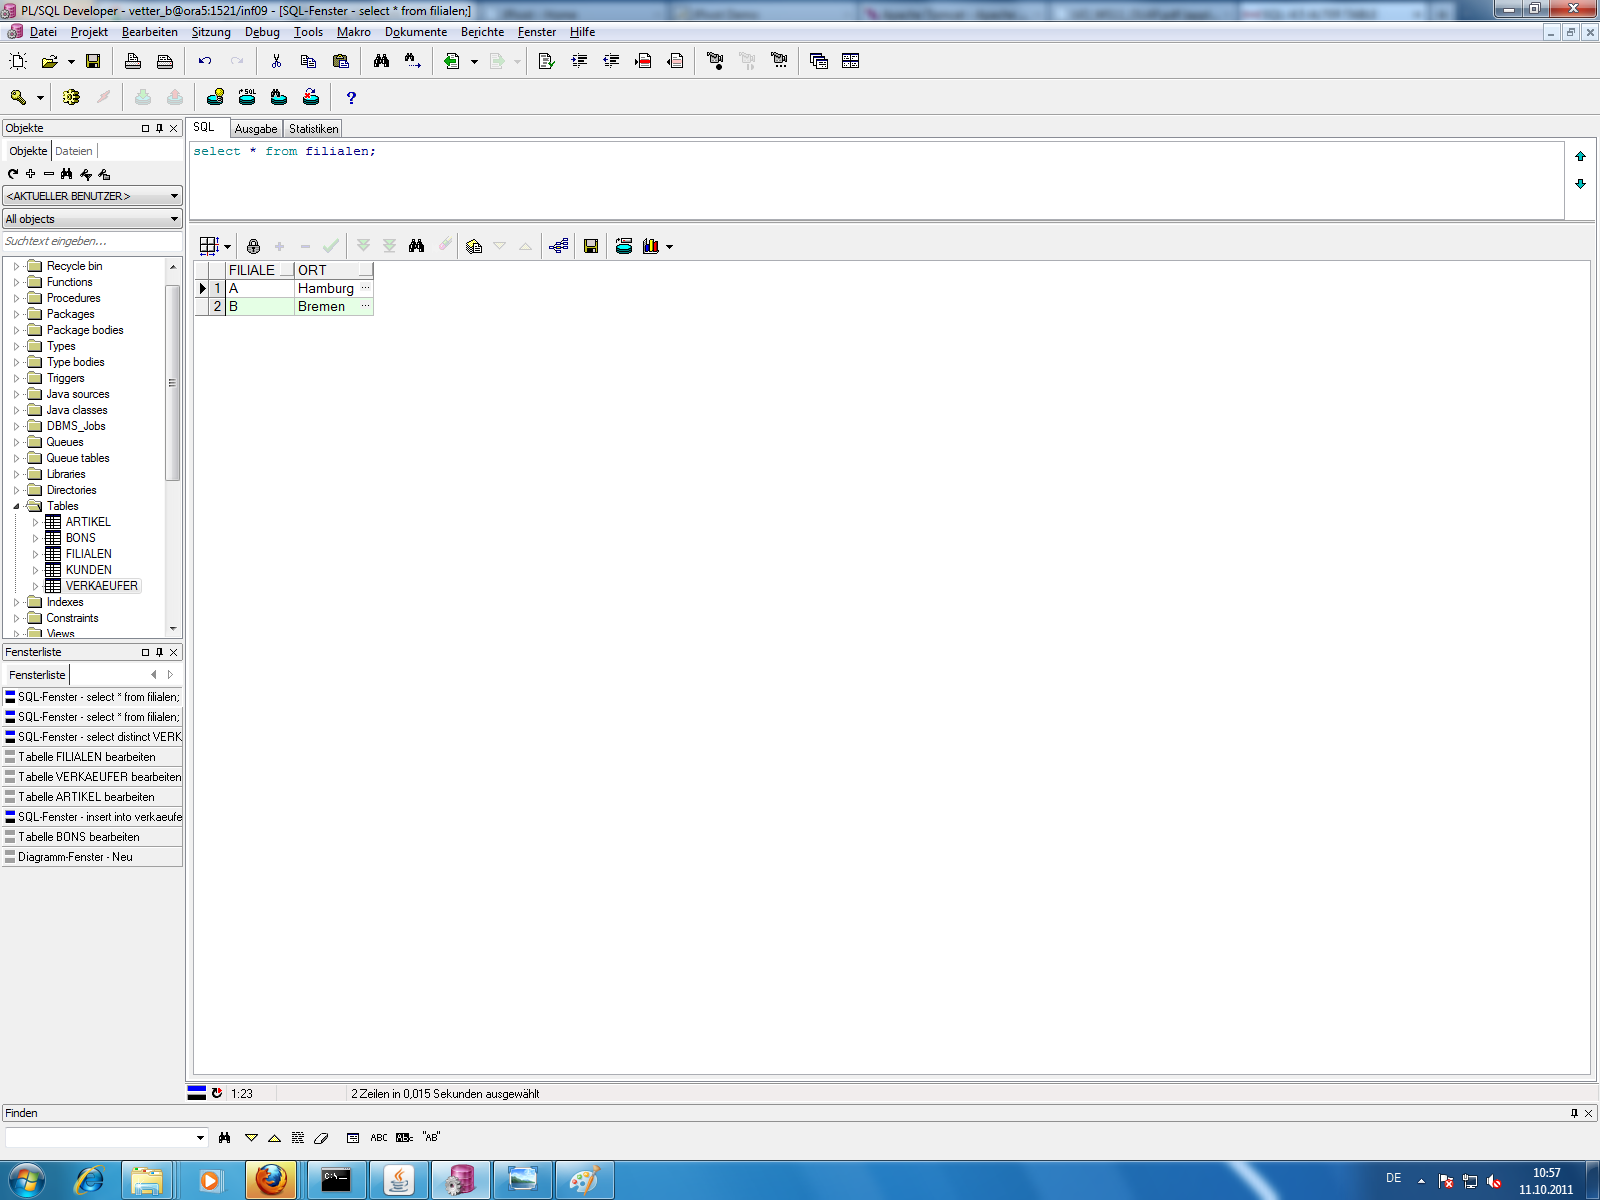 PL/SQL Developer - vetter_b@ora5:1521/inf09 - [SQL-Fenster - select * from filialen;]
Datei Projekt Bearbeiten Sitzung Debug Tools Makro Dokumente Berichte Fenster Hilfe
Objekte
Objekte Dateien
<AKTUELLER BENUTZER>
All objects
Suchtext eingeben...
Recycle bin
Functions
Procedures
Packages
Package bodies
Types
Type bodies
Triggers
Java sources
Java classes
DBMS_Jobs
Queues
Queue tables
Libraries
Directories
Tables
ARTIKEL
BONS
FILIALEN
KUNDEN
VERKAEUFER
Indexes
Constraints
Views
Fensterliste
Fensterliste
SQL-Fenster - select * from filialen;
SQL-Fenster - select * from filialen;
SQL-Fenster - select distinct VERK
Tabelle FILIALEN bearbeiten
Tabelle VERKAEUFER bearbeiten
Tabelle ARTIKEL bearbeiten
SQL-Fenster - insert into verkaeufe
Tabelle BONS bearbeiten
Diagramm-Fenster - Neu
SQL Ausgabe Statistiken
select * from filialen;
FILIALE ORT
1 A Hamburg ...
2 B Bremen ...
1:23 2 Zeilen in 0,015 Sekunden ausgewählt
Finden
ABC "AB"
DE
10:57
11.10.2011